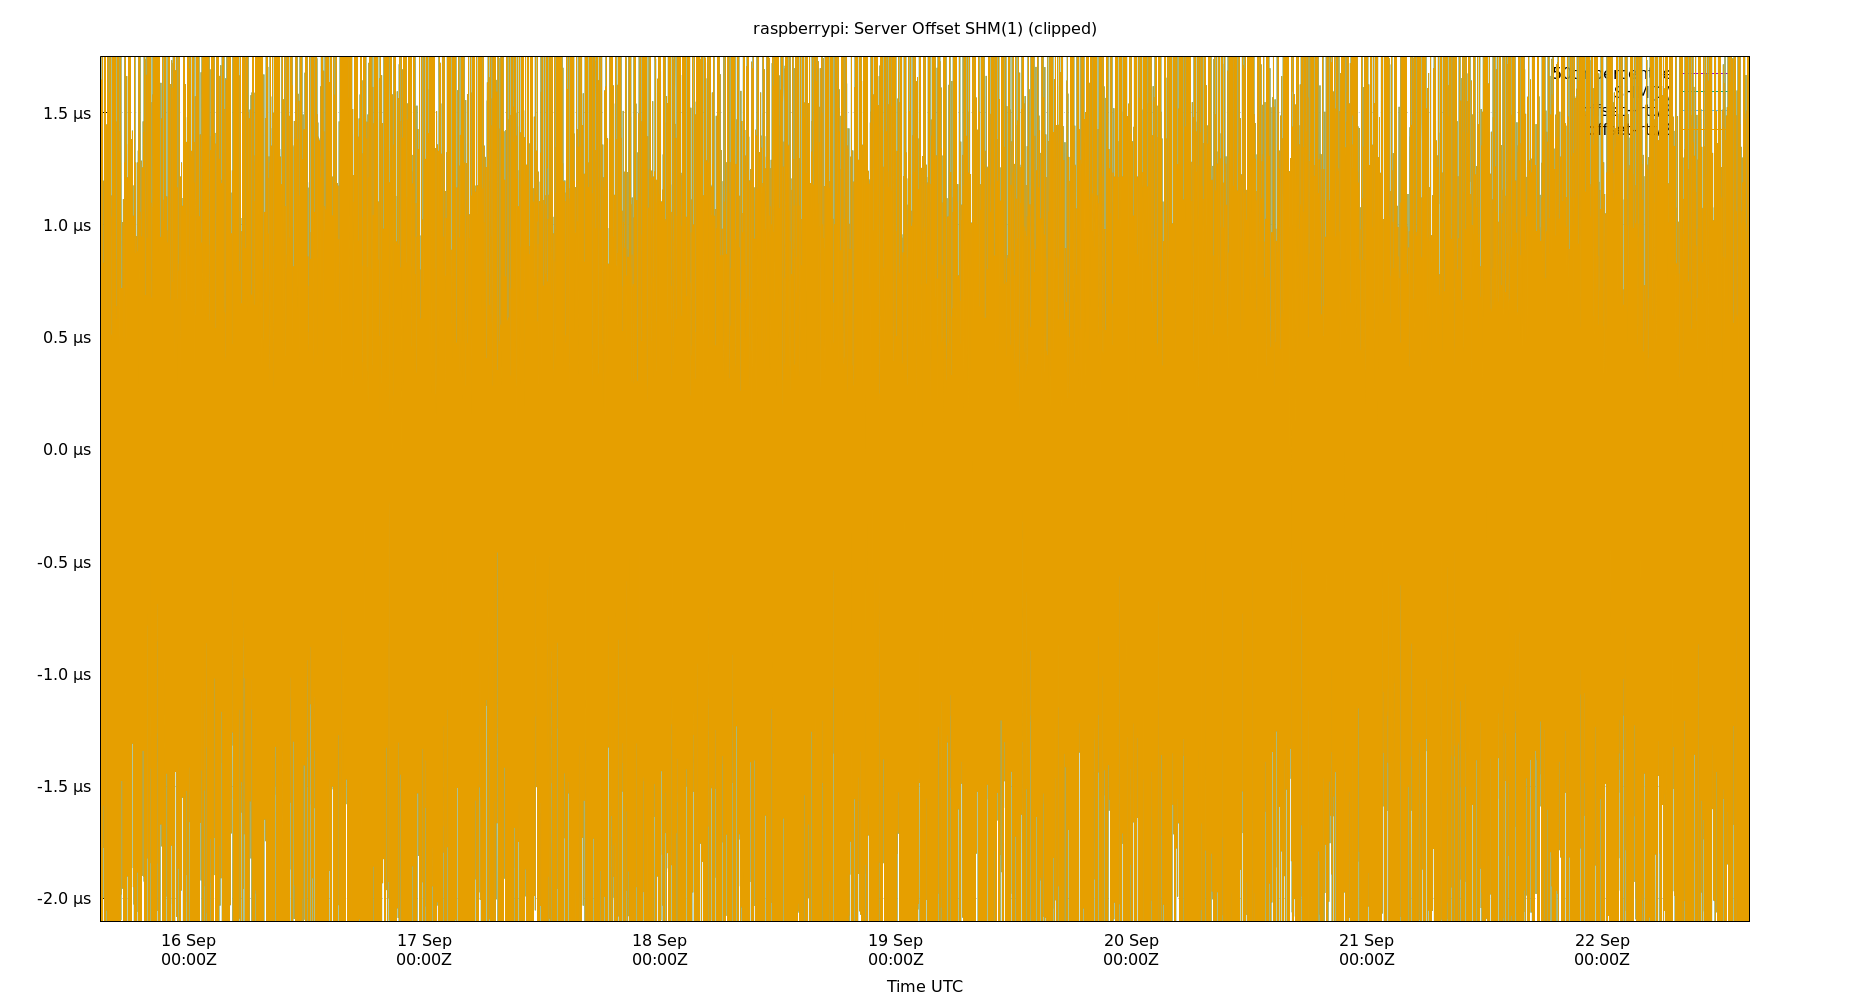 raspberrypi: Server Offset SHM(1) (clipped)
1.5 µs
1.0 µs
0.5 µs
0.0 µs
-0.5 µs
-1.0 µs
-1.5 µs
-2.0 µs
16 Sep 17 Sep 18 Sep 19 Sep 20 Sep 21 Sep 22 Sep
00:00Z 00:00Z 00:00Z 00:00Z 00:00Z 00:00Z 00:00Z
Time UTC